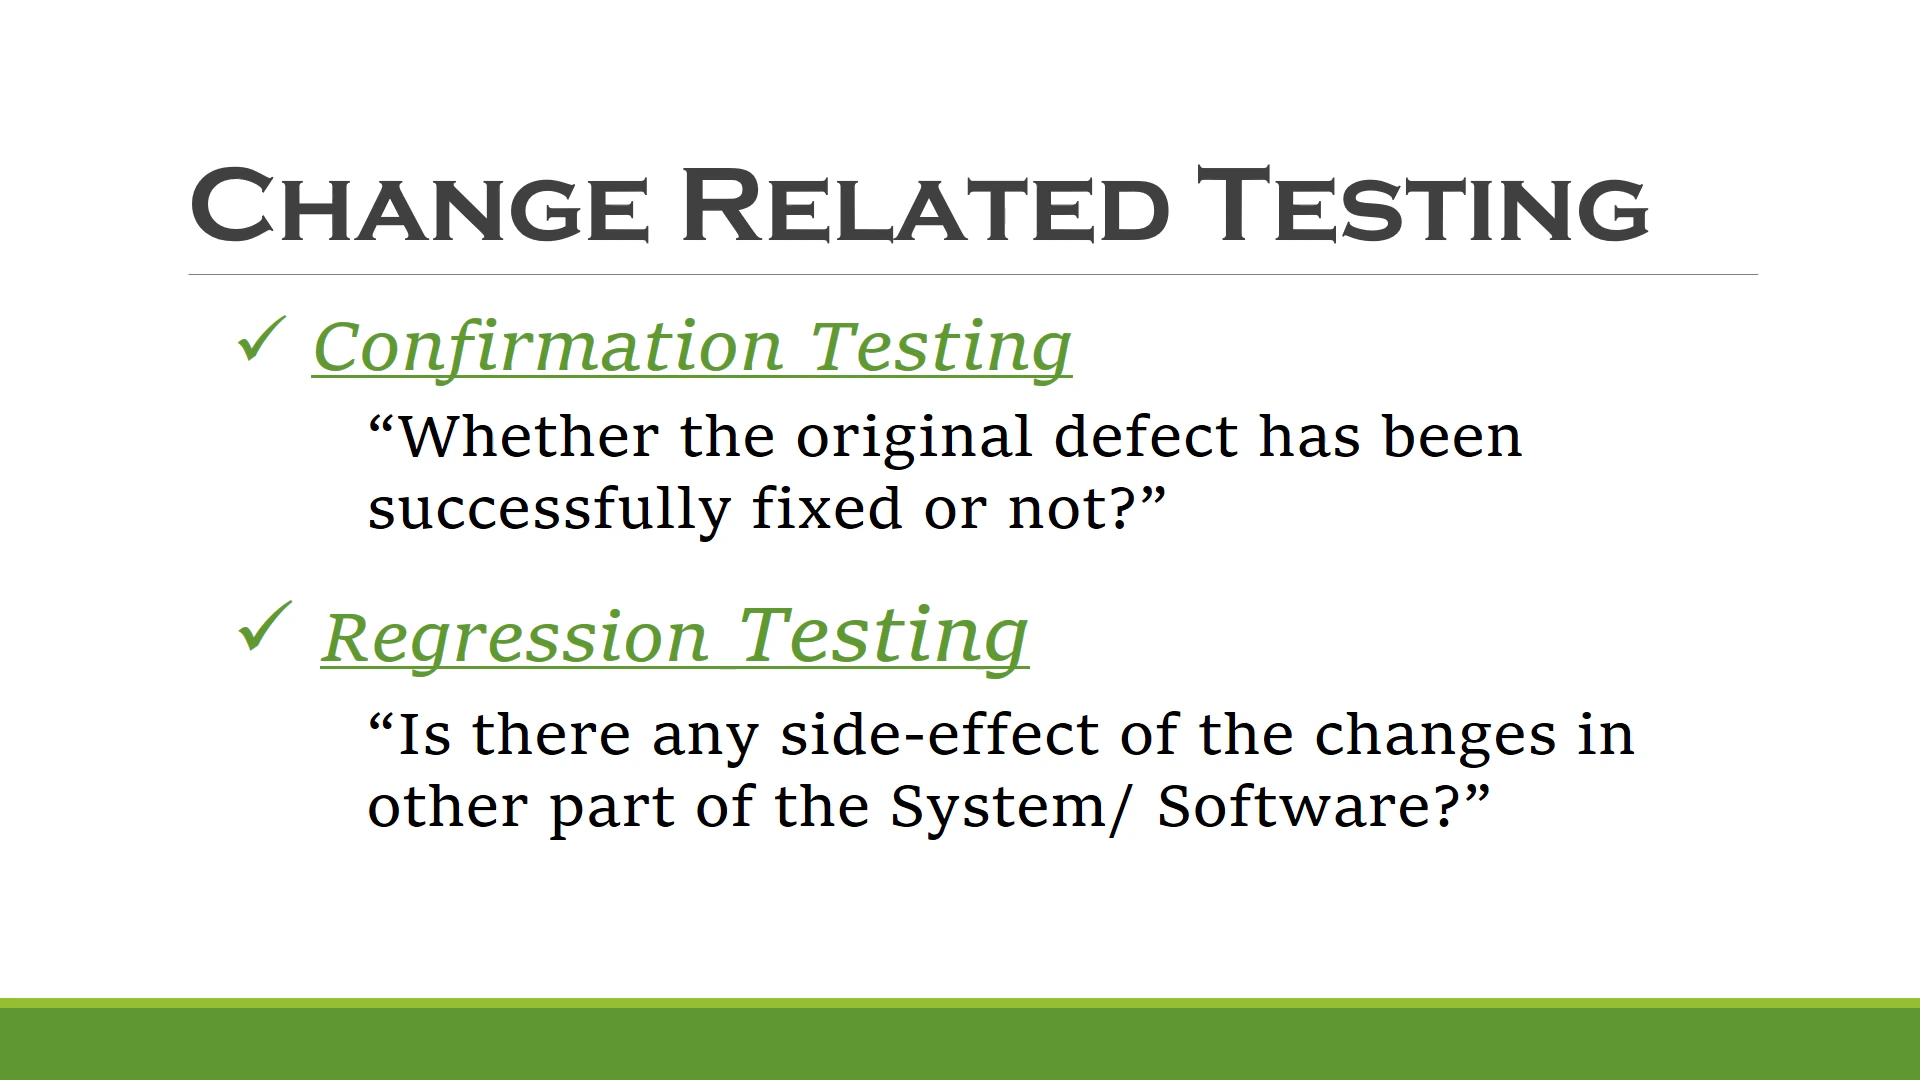 Change Related Testing
✓ Confirmation Testing
“Whether the original defect has been
successfully fixed or not?”
✓ Regression Testing
“Is there any side-effect of the changes in
other part of the System/ Software?”